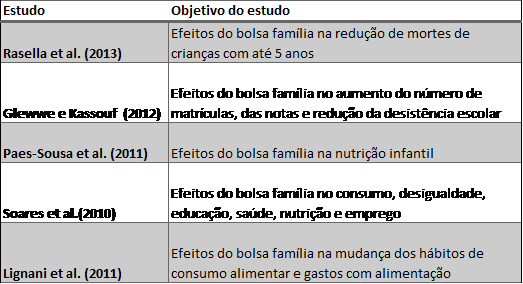 Estudo Objetivo do estudo
Efeitos do bolsa família na redução de mortes de
Rasella et al. (2013) crianças com até 5 anos
Efeitos do bolsa família no aumento do número de
Glewwe e Kassouf (2012) matrículas, das notas e redução da desistência escolar
Paes-Sousa et al. (2011) Efeitos do bolsa família na nutrição infantil
Efeitos do bolsa família no consumo, desigualdade,
Soares et al.(2010) educação, saúde, nutrição e emprego
Efeitos do bolsa família na mudança dos hábitos de
Lignani et al. (2011) consumo alimentar e gastos com alimentação